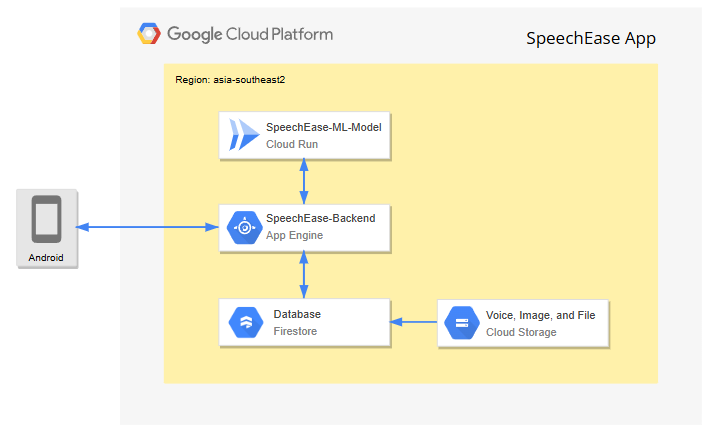 Google Cloud Platform
SpeechEase App
Region: asia-southeast2
SpeechEase-ML-Model
Cloud Run
SpeechEase-Backend
App Engine
Android
Database
Firestore
Voice, Image, and File
Cloud Storage